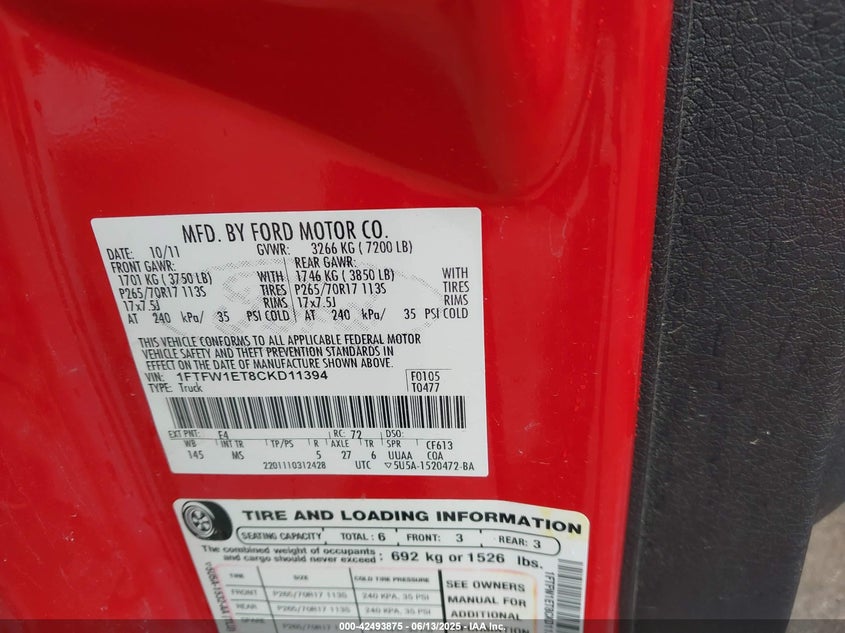 MFD. BY FORD MOTOR CO.
DATE: 10/11 GVWR: 3266 KG ( 7200 LB)
FRONT GAWR: REAR GAWR:
1701 KG ( 3750 LB) WITH 1746 KG ( 3850 LB) WITH
P265/70R17 113S TIRES P265/70R17 113S TIRES
17x7.5J RIMS 17x7.5J RIMS
AT 240 kPa/ 35 PSI COLD AT 240 kPa/ 35 PSI COLD
THIS VEHICLE CONFORMS TO ALL APPLICABLE FEDERAL MOTOR
VEHICLE SAFETY AND THEFT PREVENTION STANDARDS IN
EFFECT ON THE DATE OF MANUFACTURE SHOWN ABOVE.
VIN: 1FTFW1ET8CKD11394 F0105
TYPE: Truck T0477
EXT PNT: F4 RC: 72 DSO:
WB INT TR TP/PS R AXLE TR SPR CF613
145 MS 5 27 6 UUAA COA
2201110312428 UTC ▽5U5A-1520472-BA
TIRE AND LOADING INFORMATION
SEATING CAPACITY TOTAL: 6 FRONT: 3 REAR: 3
The combined weight of occupants
and cargo should never exceed: 692 kg or 1526 lbs.
TIRE SIZE COLD TIRE PRESSURE SEE OWNERS
FRONT P265/70R17 113S 240 KPA, 35 PSI MANUAL FOR
REAR P265/70R17 113S 240 KPA, 35 PSI ADDITIONAL
SPARE
#42493875 - 06/13/2025 - IAA Inc.